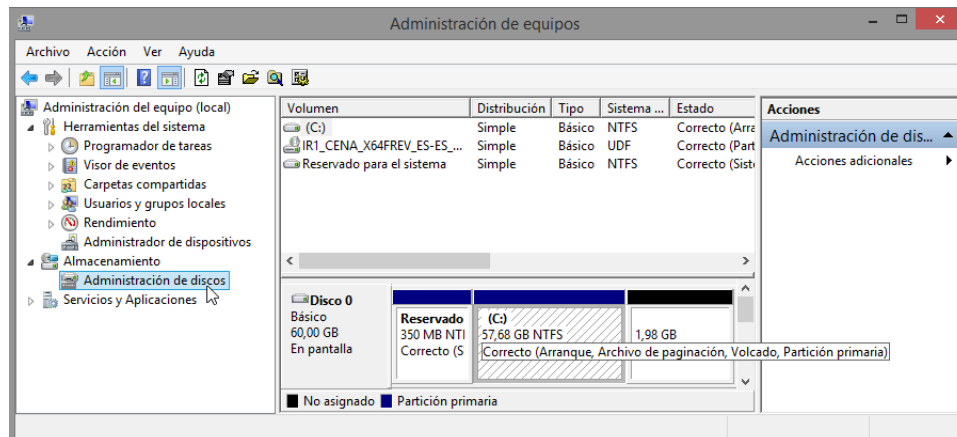 Administración de equipos
Archivo Acción Ver Ayuda
Administración del equipo (local)
Herramientas del sistema
Programador de tareas
Visor de eventos
Carpetas compartidas
Usuarios y grupos locales
Rendimiento
Administrador de dispositivos
Almacenamiento
Administración de discos
Servicios y Aplicaciones
Volumen Distribución Tipo Sistema ... Estado
(C:) Simple Básico NTFS Correcto (Arra
IR1_CENA_X64FREV_ES-ES_... Simple Básico UDF Correcto (Part
Reservado para el sistema Simple Básico NTFS Correcto (Siste
Disco 0
Básico
60,00 GB
En pantalla
Reservado
350 MB NTI
Correcto (S
(C:)
57,68 GB NTFS
1,98 GB
Correcto (Arranque, Archivo de paginación, Volcado, Partición primaria)
No asignado Partición primaria
Acciones
Administración de dis...
Acciones adicionales